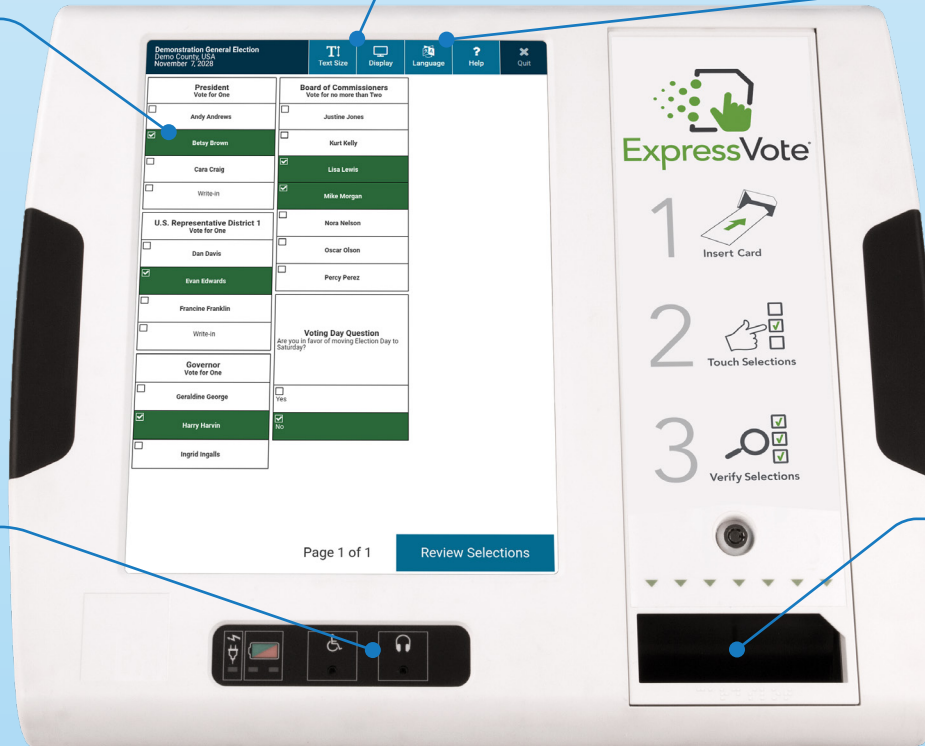 Demonstration General Election
Demo County, USA
November 7, 2028
Text Size
Display
Language
?
Help
Quit
President
Vote for One
Andy Andrews
Betsy Brown
Cara Craig
Write-in
U.S. Representative District 1
Vote for One
Dan Davis
Evan Edwards
Francine Franklin
Write-in
Governor
Vote for One
Geraldine George
Harry Harvin
Ingrid Ingalls
Board of Commissioners
Vote for no more than Two
Justine Jones
Kurt Kelly
Lisa Lewis
Mike Morgan
Nora Nelson
Oscar Olson
Percy Perez
Voting Day Question
Are you in favor of moving Election Day to
Saturday?
Yes
No
Page 1 of 1
Review Selections
ExpressVote
1
Insert Card
2
Touch Selections
3
Verify Selections